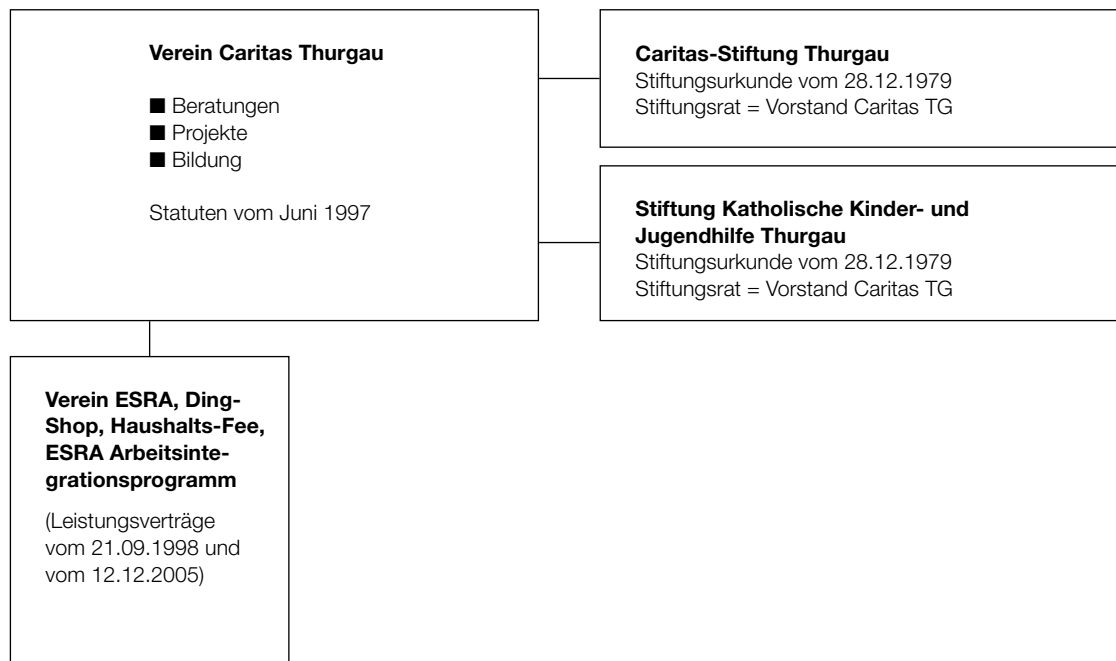 Verein Caritas Thurgau
■ Beratungen
■ Projekte
■ Bildung
Statuten vom Juni 1997
Caritas-Stiftung Thurgau
Stiftungsurkunde vom 28.12.1979
Stiftungsrat = Vorstand Caritas TG
Stiftung Katholische Kinder- und
Jugendhilfe Thurgau
Stiftungsurkunde vom 28.12.1979
Stiftungsrat = Vorstand Caritas TG
Verein ESRA, Ding-
Shop, Haushalts-Fee,
ESRA Arbeitsinte-
grationsprogramm
(Leistungsverträge
vom 21.09.1998 und
vom 12.12.2005)